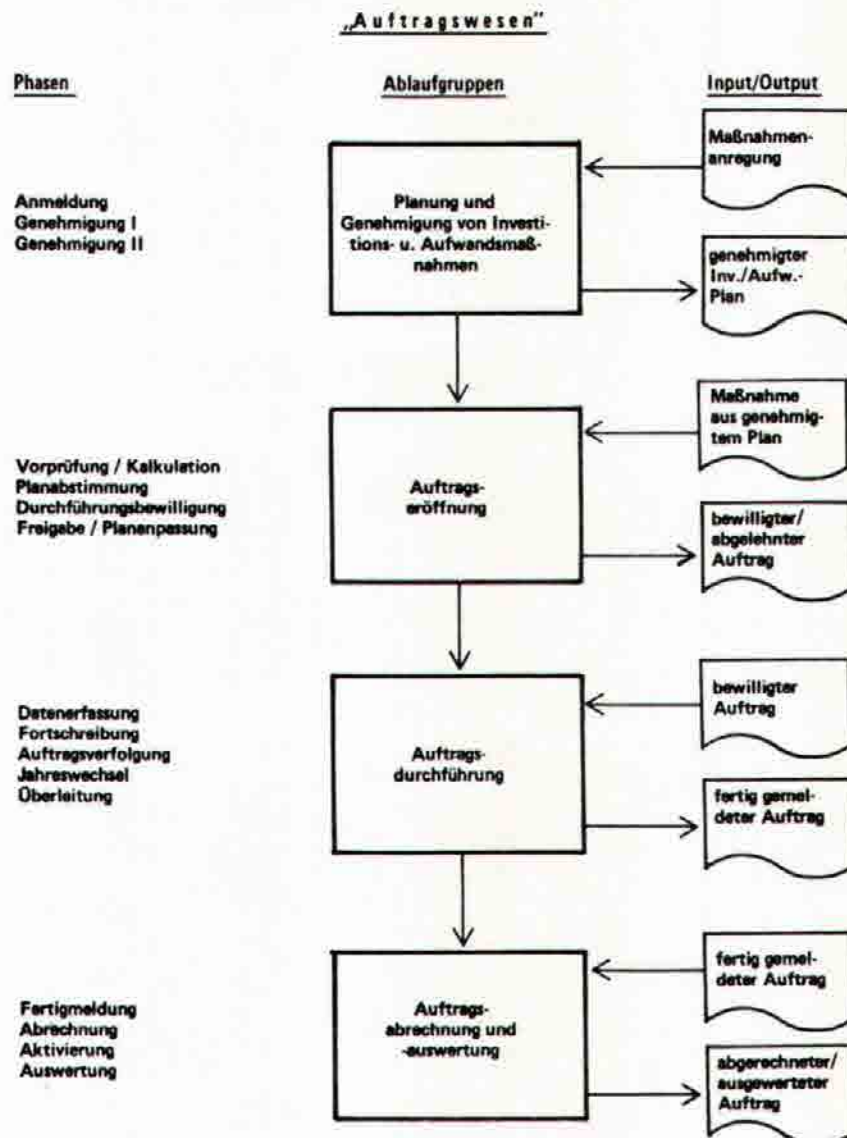 „Auftragswesen"
Phasen
Ablaufgruppen
Input/Output
Anmeldung
Genehmigung I
Genehmigung II
Planung und
Genehmigung von Investi-
tions- u. Aufwandsmaß-
nahmen
Maßnahmen-
anregung
genehmigter
Inv./Aufw.-
Plan
Vorprüfung / Kalkulation
Planabstimmung
Durchführungsbewilligung
Freigabe / Plananpassung
Auftrags-
eröffnung
Maßnahme
aus genehmig-
tem Plan
bewilligter/
abgelehnter
Auftrag
Datenerfassung
Fortschreibung
Auftragsverfolgung
Jahreswechsel
Überleitung
Auftrags-
durchführung
bewilligter
Auftrag
fertig gemel-
deter Auftrag
Fertigmeldung
Abrechnung
Aktivierung
Auswertung
Auftrags-
abrechnung und
-auswertung
fertig gemel-
deter Auftrag
abgerechneter/
ausgewerteter
Auftrag